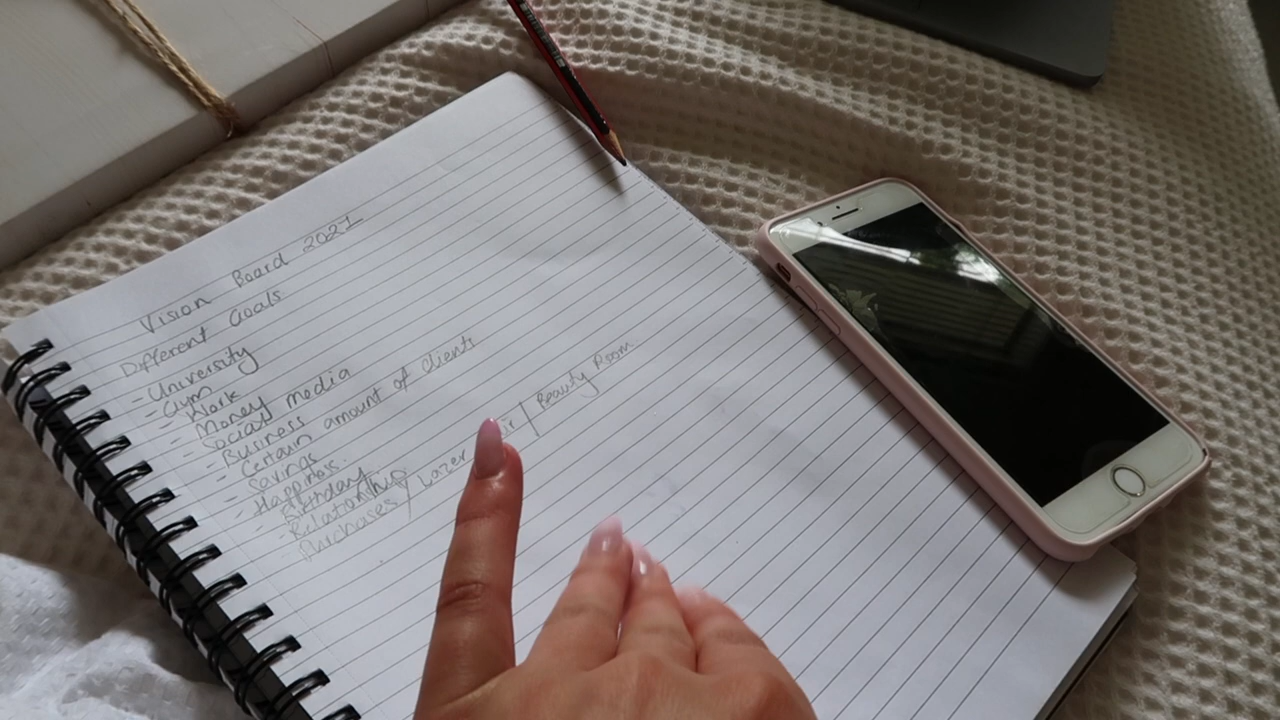 Vision Board 2021
Different Goals
- University
- Gym
- Work
- Money
- Social media
- Business
- Certain amount of clients
- Savings
- Happiness.
- Birthday
- Relationship
- Purchases / Lazer | Beauty Room